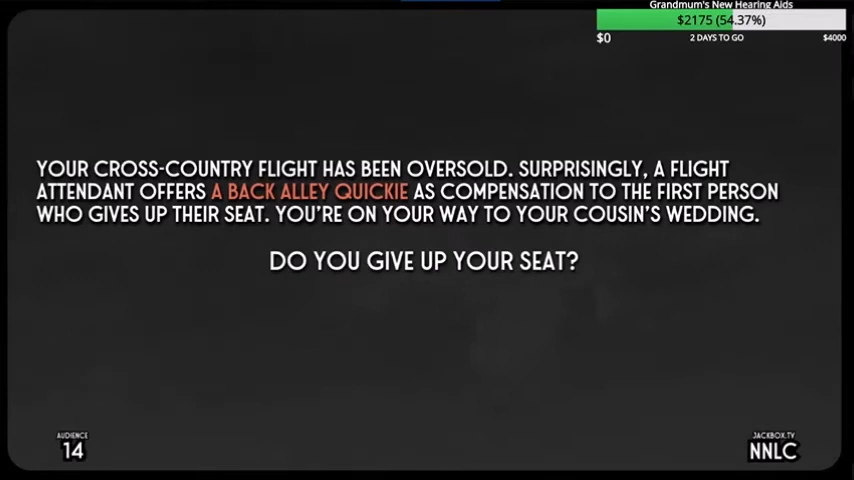 Grandmum's New Hearing Aids
$2175 (54.37%)
$0 2 DAYS TO GO $4000
YOUR CROSS-COUNTRY FLIGHT HAS BEEN OVERSOLD. SURPRISINGLY, A FLIGHT
ATTENDANT OFFERS A BACK ALLEY QUICKIE AS COMPENSATION TO THE FIRST PERSON
WHO GIVES UP THEIR SEAT. YOU'RE ON YOUR WAY TO YOUR COUSIN'S WEDDING.
DO YOU GIVE UP YOUR SEAT?
AUDIENCE
14
JACKBOX.TV
NNLC